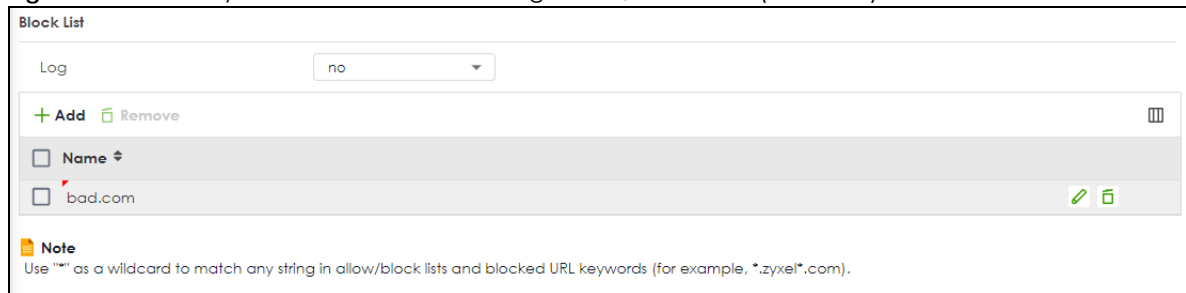 Block List
Log no
Add Remove
Name
bad.com
Note
Use "*" as a wildcard to match any string in allow/block lists and blocked URL keywords (for example, *.zyxel*.com).